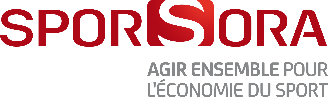 SPORSORA
AGIR ENSEMBLE POUR
L'ÉCONOMIE DU SPORT